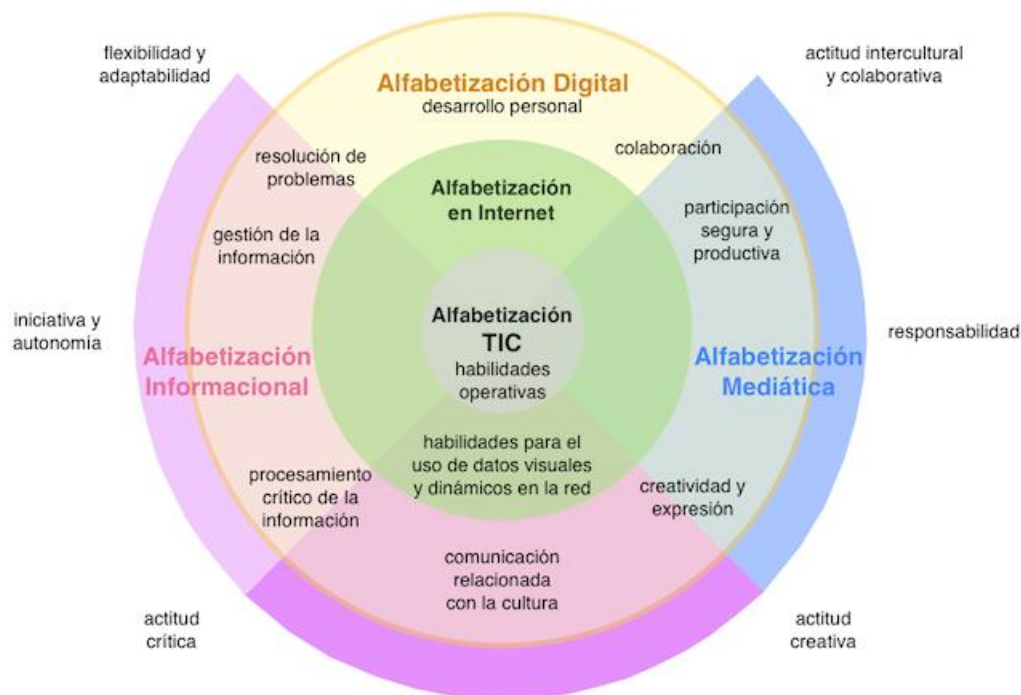 flexibilidad y
adaptabilidad
actitud intercultural
y colaborativa
Alfabetización Digital
desarrollo personal
resolución de
problemas
colaboración
Alfabetización
en Internet
gestión de la
información
participación
segura y
productiva
iniciativa y
autonomía
Alfabetización
Informacional
Alfabetización
TIC
habilidades
operativas
Alfabetización
Mediática
responsabilidad
habilidades para el
uso de datos visuales
y dinámicos en la red
procesamiento
crítico de la
información
creatividad y
expresión
comunicación
relacionada
con la cultura
actitud
crítica
actitud
creativa